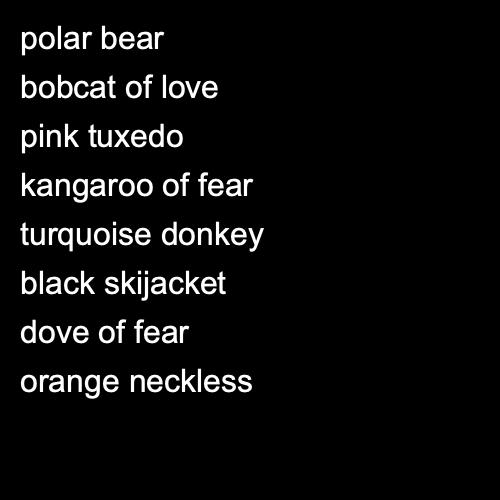 polar bear
bobcat of love
pink tuxedo
kangaroo of fear
turquoise donkey
black skijacket
dove of fear
orange neckless